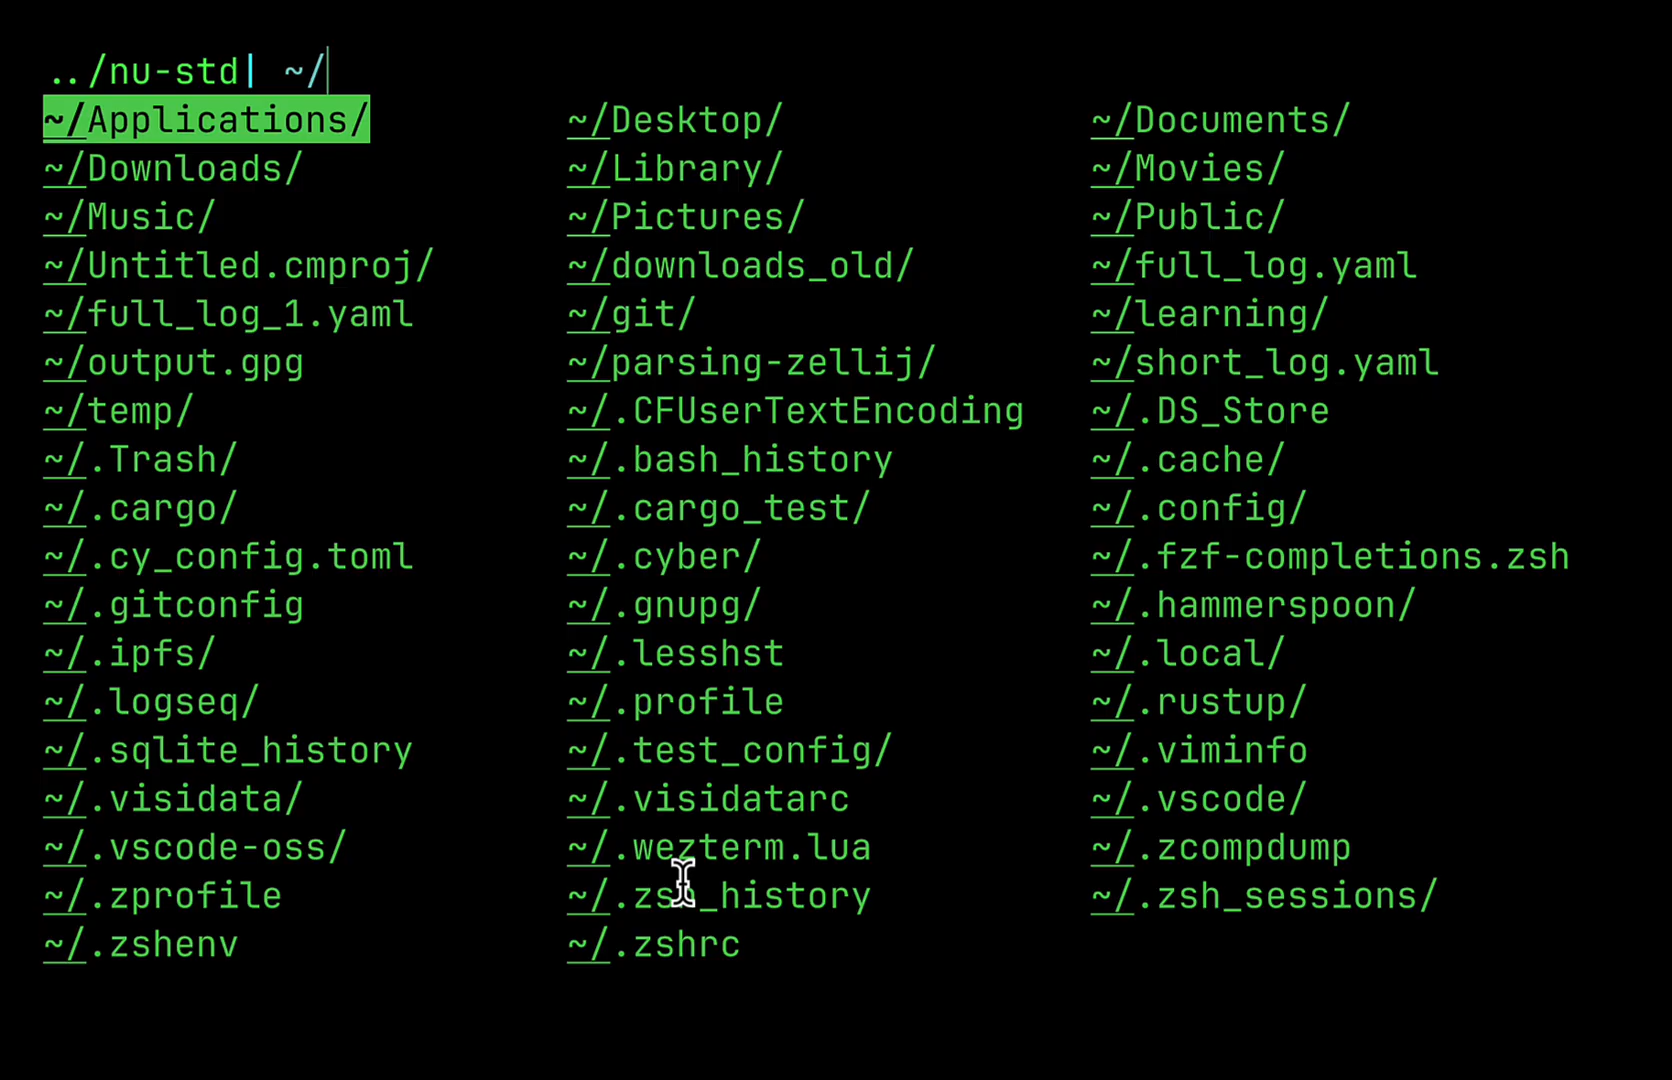 ../nu-std| ~/
~/Applications/ ~/Desktop/ ~/Documents/
~/Downloads/ ~/Library/ ~/Movies/
~/Music/ ~/Pictures/ ~/Public/
~/Untitled.cmproj/ ~/downloads_old/ ~/full_log.yaml
~/full_log_1.yaml ~/git/ ~/learning/
~/output.gpg ~/parsing-zellij/ ~/short_log.yaml
~/temp/ ~/.CFUserTextEncoding ~/.DS_Store
~/.Trash/ ~/.bash_history ~/.cache/
~/.cargo/ ~/.cargo_test/ ~/.config/
~/.cy_config.toml ~/.cyber/ ~/.fzf-completions.zsh
~/.gitconfig ~/.gnupg/ ~/.hammerspoon/
~/.ipfs/ ~/.lesshst ~/.local/
~/.logseq/ ~/.profile ~/.rustup/
~/.sqlite_history ~/.test_config/ ~/.viminfo
~/.visidata/ ~/.visidatarc ~/.vscode/
~/.vscode-oss/ ~/.wezterm.lua ~/.zcompdump
~/.zprofile ~/.zsh_history ~/.zsh_sessions/
~/.zshenv ~/.zshrc